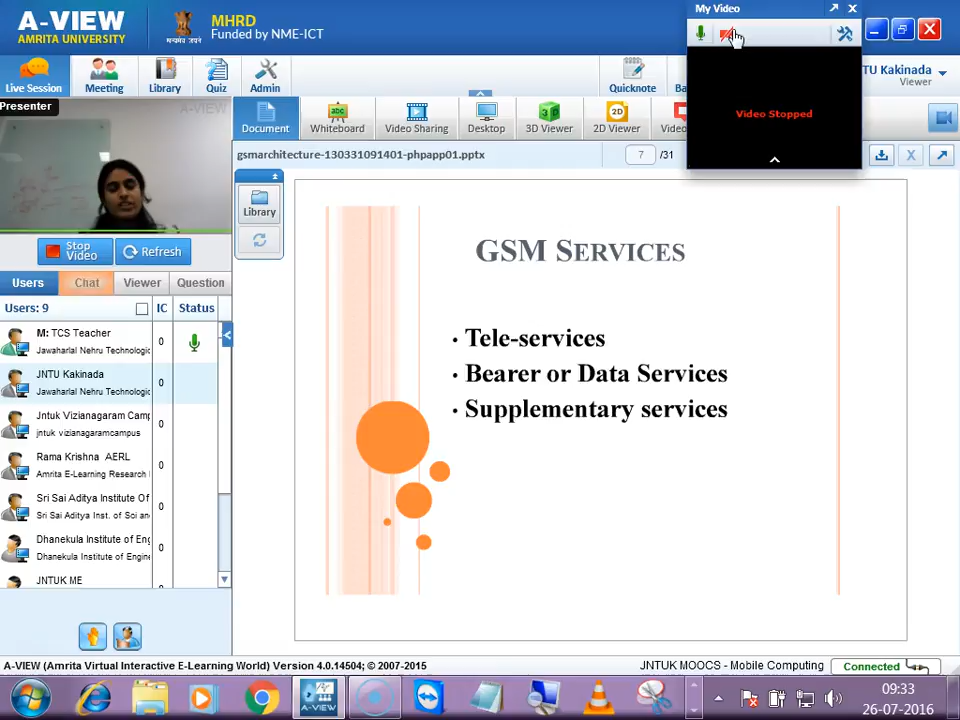 A-VIEW
AMRITA UNIVERSITY
MHRD
Funded by NME-ICT
My Video
Live Session
Meeting
Library
Quiz
Admin
Quicknote
TU Kakinada
Viewer
Presenter
A-VIEW
Document
Whiteboard
Video Sharing
Desktop
3D Viewer
2D Viewer
Video
Video Stopped
gsmarchitecture-130331091401-phpapp01.pptx
7 /31
X
Library
Stop Video
Refresh
Users
Chat
Viewer
Question
Users: 9
IC
Status
M: TCS Teacher
Jawaharlal Nehru Technologic
0
JNTU Kakinada
Jawaharlal Nehru Technologic
0
Jntuk Vizianagaram Camp
jntuk vizianagaramcampus
0
Rama Krishna AERL
Amrita E-Learning Research
0
Sri Sai Aditya Institute Of
Sri Sai Aditya Inst. of Sci an
0
Dhanekula Institute of Eng
Dhanekula Institute of Engine
0
JNTUK ME
GSM SERVICES
· Tele-services
· Bearer or Data Services
· Supplementary services
A-VIEW (Amrita Virtual Interactive E-Learning World) Version 4.0.14504; © 2007-2015
JNTUK MOOCS - Mobile Computing
Connected
A-VIEW
09:33
26-07-2016